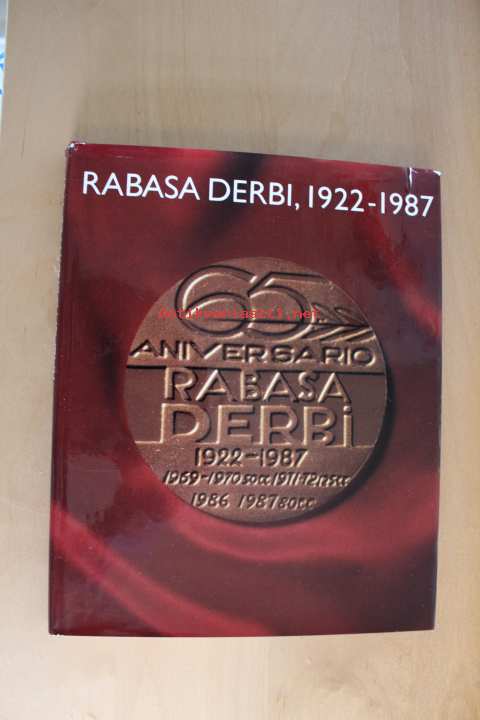 RABASA DERBI, 1922-1987
65
ANIVERSARIO
RABASA
DERBi
1922-1987
1969-1970 50cc 1971-72 125cc
1986 1987 80cc